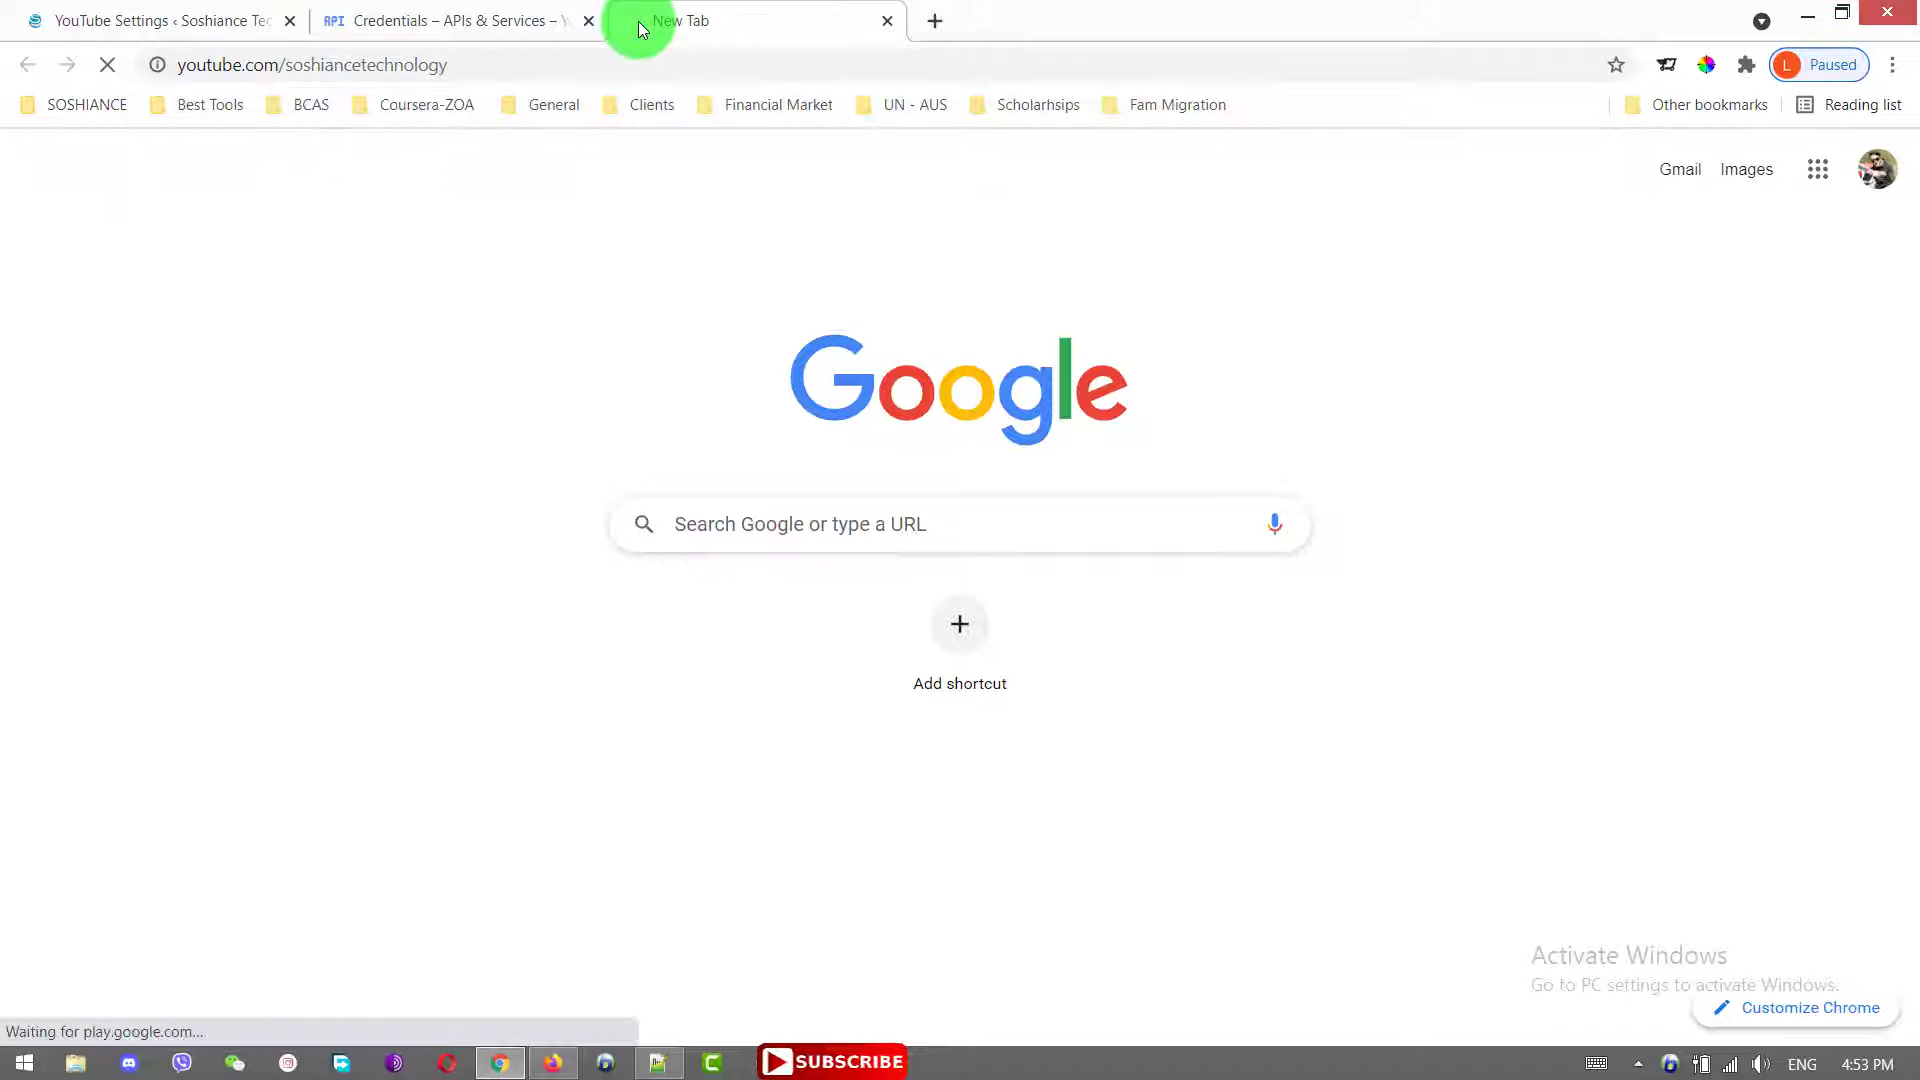 YouTube Settings ‹ Soshiance Tec
API Credentials – APIs & Services – Y
New Tab
youtube.com/soshiancetechnology
L Paused
SOSHIANCE Best Tools BCAS Coursera-ZOA General Clients Financial Market UN - AUS Scholarhsips Fam Migration Other bookmarks Reading list
Gmail Images
Google
Search Google or type a URL
Add shortcut
Activate Windows
Go to PC settings to activate Windows.
Customize Chrome
Waiting for play.google.com...
SUBSCRIBE
ENG 4:53 PM